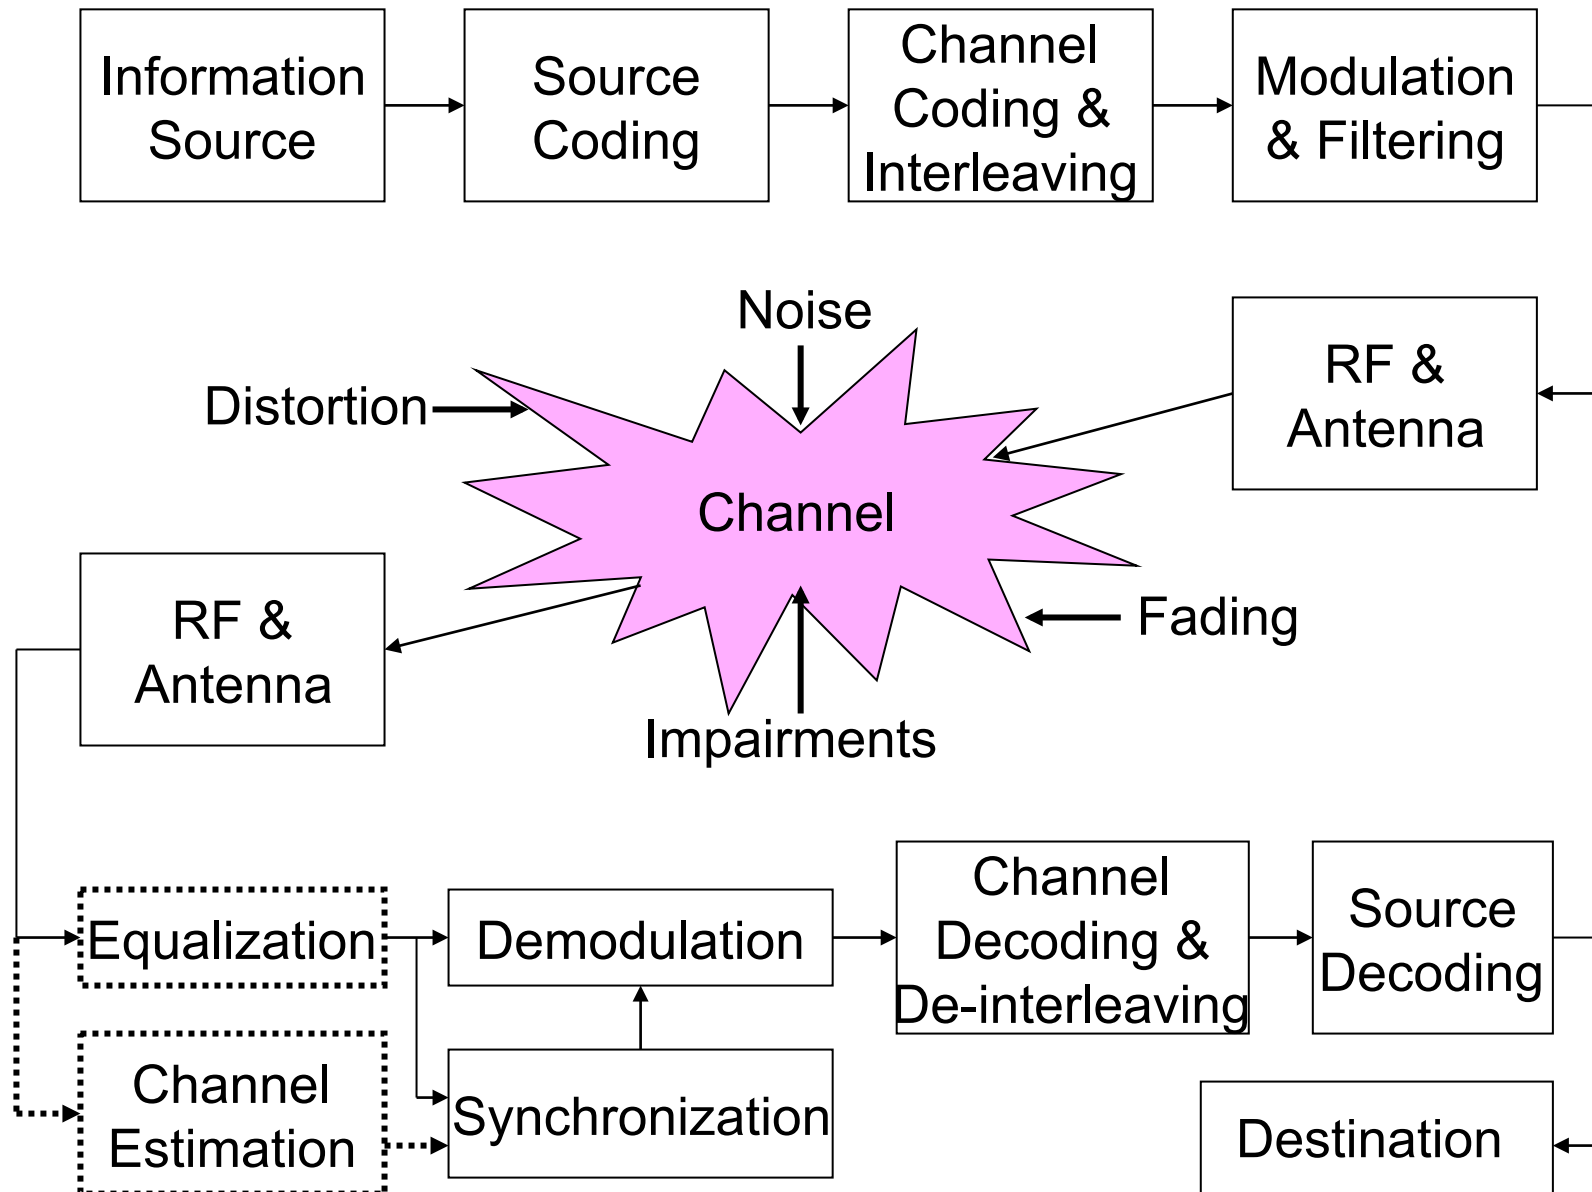 Information
Source
Source
Coding
Channel
Coding &
Interleaving
Modulation
& Filtering
Noise
Distortion
RF &
Antenna
Channel
RF &
Antenna
Fading
Impairments
Equalization
Demodulation
Channel
Decoding &
De-interleaving
Source
Decoding
Channel
Estimation
Synchronization
Destination